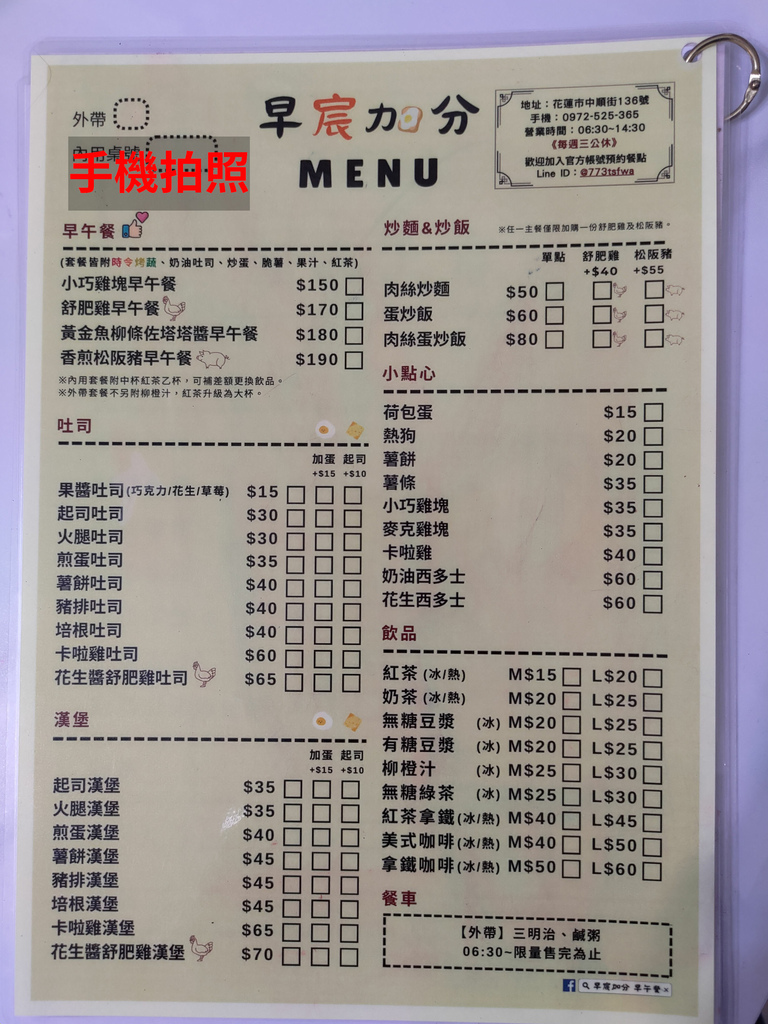 外帶
內用桌號
手機拍照
早宸加分
MENU
地址：花蓮市中順街136號
手機：0972-525-365
營業時間：06:30~14:30
《每週三公休》
歡迎加入官方帳號預約餐點
Line ID：@773tsfwa
早午餐
(套餐皆附時令烤蔬、奶油吐司、炒蛋、脆薯、果汁、紅茶)
小巧雞塊早午餐 $150
舒肥雞早午餐 $170
黃金魚柳條佐塔塔醬早午餐 $180
香煎松阪豬早午餐 $190
※內用套餐附中杯紅茶乙杯，可補差額更換飲品。
※外帶套餐不另附柳橙汁，紅茶升級為大杯。
吐司
加蛋 起司
+$15 +$10
果醬吐司(巧克力/花生/草莓) $15
起司吐司 $30
火腿吐司 $30
煎蛋吐司 $35
薯餅吐司 $40
豬排吐司 $40
培根吐司 $40
卡啦雞吐司 $60
花生醬舒肥雞吐司 $65
漢堡
加蛋 起司
+$15 +$10
起司漢堡 $35
火腿漢堡 $35
煎蛋漢堡 $40
薯餅漢堡 $45
豬排漢堡 $45
培根漢堡 $45
卡啦雞漢堡 $65
花生醬舒肥雞漢堡 $70
炒麵&炒飯 ※任一主餐僅限加購一份舒肥雞及松阪豬。
單點 舒肥雞 松阪豬
+$40 +$55
肉絲炒麵 $50
蛋炒飯 $60
肉絲蛋炒飯 $80
小點心
荷包蛋 $15
熱狗 $20
薯餅 $20
薯條 $35
小巧雞塊 $35
麥克雞塊 $35
卡啦雞 $40
奶油西多士 $60
花生西多士 $60
飲品
紅茶 (冰/熱) M$15 L$20
奶茶 (冰/熱) M$20 L$25
無糖豆漿 (冰) M$20 L$25
有糖豆漿 (冰) M$20 L$25
柳橙汁 (冰) M$25 L$30
無糖綠茶 (冰) M$25 L$30
紅茶拿鐵(冰/熱) M$40 L$45
美式咖啡(冰/熱) M$40 L$50
拿鐵咖啡(冰/熱) M$50 L$60
餐車
【外帶】三明治、鹹粥
06:30~限量售完為止
早宸加分 早午餐